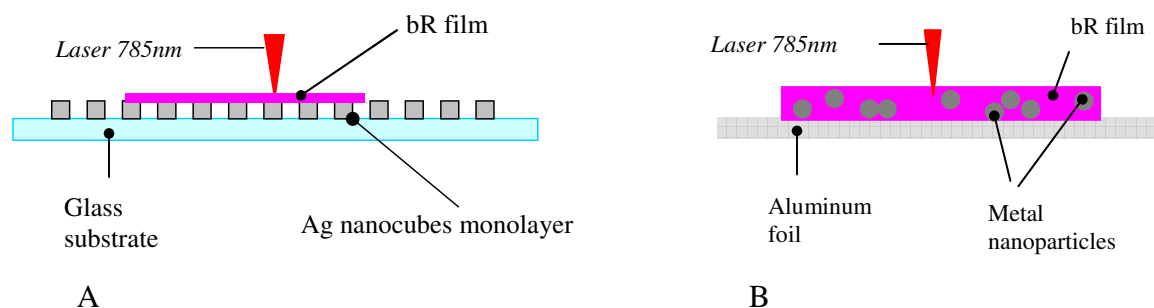 Laser 785nm
bR film
Glass
substrate
Ag nanocubes monolayer
A
Laser 785nm
bR film
Aluminum
foil
Metal
nanoparticles
B